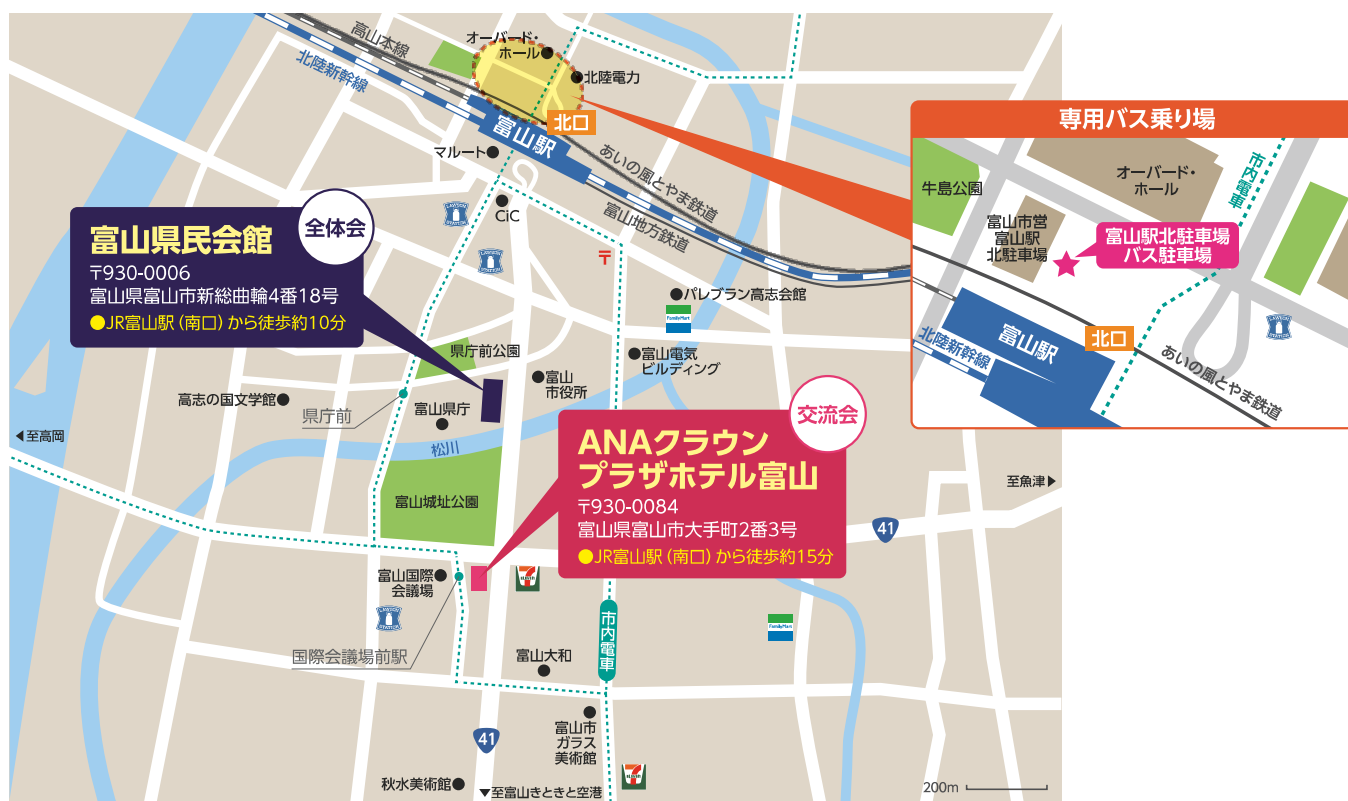 高山本線
北陸新幹線
オーバード・
ホール
北陸電力
北口
富山駅
マルート
あいの風とやま鉄道
富山地方鉄道
CiC
LAWSON
STATION
LAWSON
STATION
〒
パレブラン高志会館
FamilyMart
富山電気
ビルディング
全体会
富山県民会館
〒930-0006
富山県富山市新総曲輪4番18号
●JR富山駅（南口）から徒歩約10分
県庁前公園
富山
市役所
高志の国文学館
県庁前
富山県庁
◀至高岡
松川
富山城址公園
交流会
ANAクラウン
プラザホテル富山
〒930-0084
富山県富山市大手町2番3号
●JR富山駅（南口）から徒歩約15分
至魚津▶
41
富山国際
会議場
7
ELEVEN
LAWSON
STATION
FamilyMart
市内電車
国際会議場前駅
富山大和
富山市
ガラス
美術館
41
7
ELEVEN
秋水美術館
▼至富山きときと空港
200m
専用バス乗り場
牛島公園
オーバード・
ホール
市内電車
富山市営
富山駅
北駐車場
富山駅北駐車場
バス駐車場
LAWSON
STATION
北口
富山駅
北陸新幹線
あいの風とやま鉄道